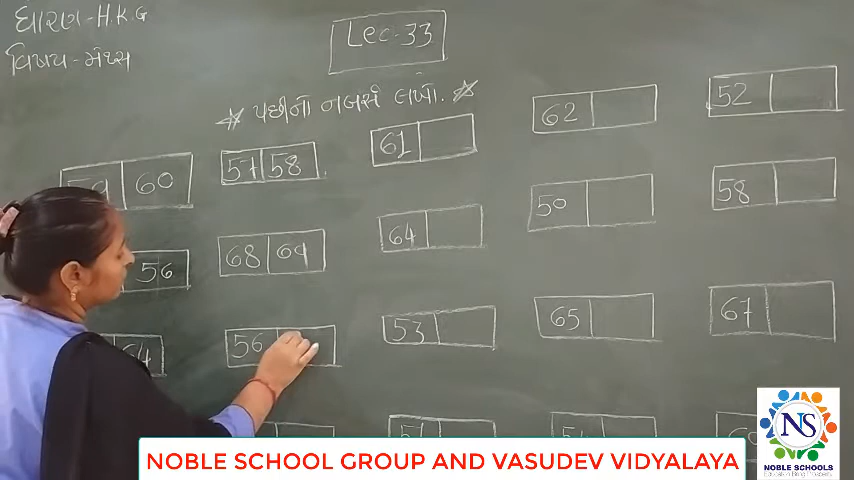 ધોરણ - H.K.G
વિષય - મેથ્સ
Lec-33
પછીનો નંબર લખો.
59 60
57 58
61
62
52
56
68 69
64
50
58
64
56
53
65
67
NS
NOBLE SCHOOLS
NOBLE SCHOOL GROUP AND VASUDEV VIDYALAYA